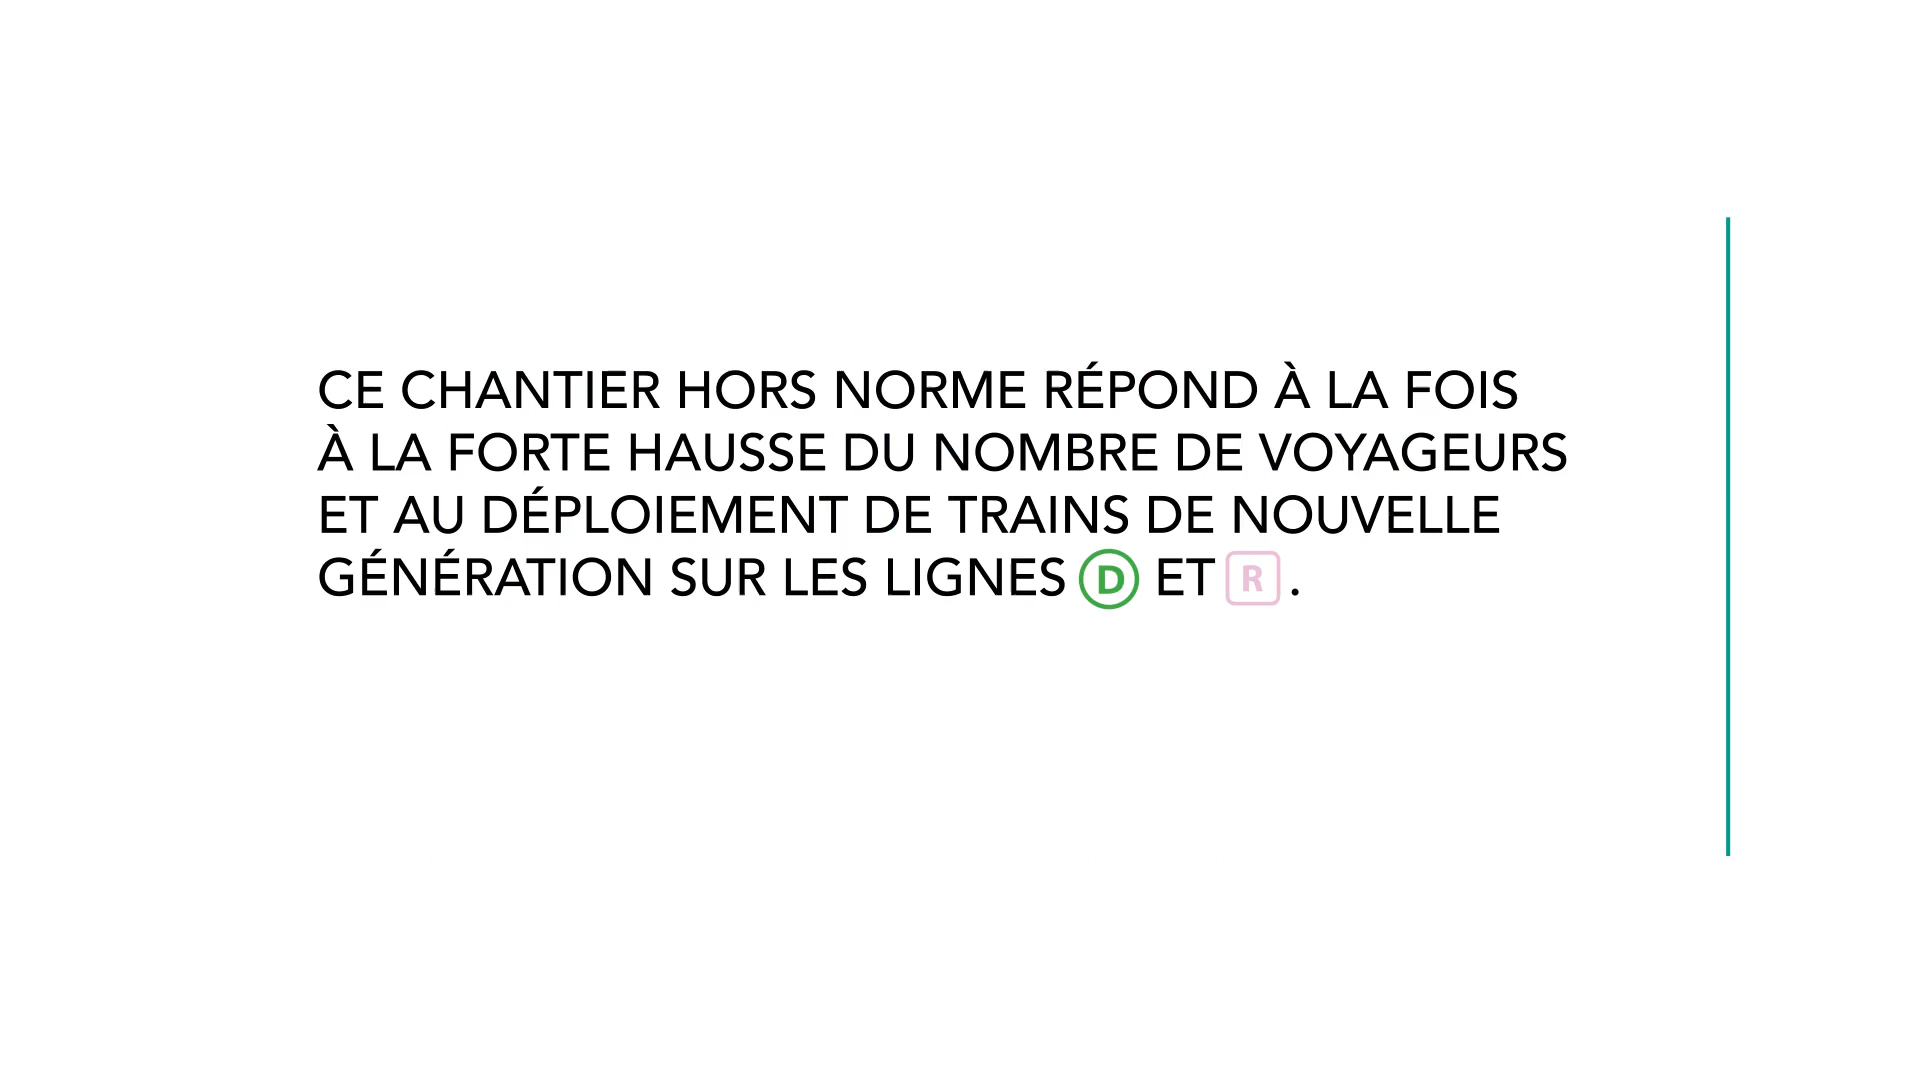 CE CHANTIER HORS NORME RÉPOND À LA FOIS
À LA FORTE HAUSSE DU NOMBRE DE VOYAGEURS
ET AU DÉPLOIEMENT DE TRAINS DE NOUVELLE
GÉNÉRATION SUR LES LIGNES D ET R .